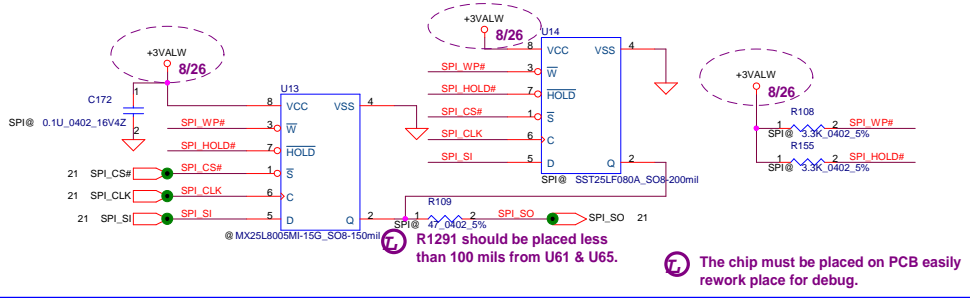 +3VALW
8/26
C172
1
2
SPI@ 0.1U_0402_16V4Z
SPI_WP#
SPI_HOLD#
21 SPI_CS#
SPI_CS#
21 SPI_CLK
SPI_CLK
21 SPI_SI
SPI_SI
U13
8 VCC VSS 4
3 W
7 HOLD
1 S
6 C
5 D Q 2
@ MX25L8005MI-15G_SO8-150mil
+3VALW
8/26
U14
8 VCC VSS 4
SPI_WP# 3 W
SPI_HOLD# 7 HOLD
SPI_CS# 1 S
SPI_CLK 6 C
SPI_SI 5 D Q 2
SPI@ SST25LF080A_SO8-200mil
R109
1 2
SPI@ 47_0402_5%
SPI_SO
SPI_SO 21
R1291 should be placed less
than 100 mils from U61 & U65.
+3VALW
8/26
R108
1 2 SPI_WP#
SPI@ 3.3K_0402_5%
R155
1 2 SPI_HOLD#
SPI@ 3.3K_0402_5%
The chip must be placed on PCB easily
rework place for debug.